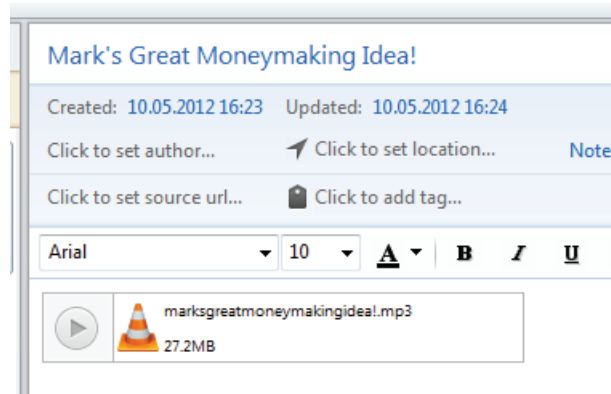 Mark's Great Moneymaking Idea!
Created: 10.05.2012 16:23 Updated: 10.05.2012 16:24
Click to set author... Click to set location... Note
Click to set source url... Click to add tag...
Arial 10 A B I U
marksgreatmoneymakingidea!.mp3
27.2MB